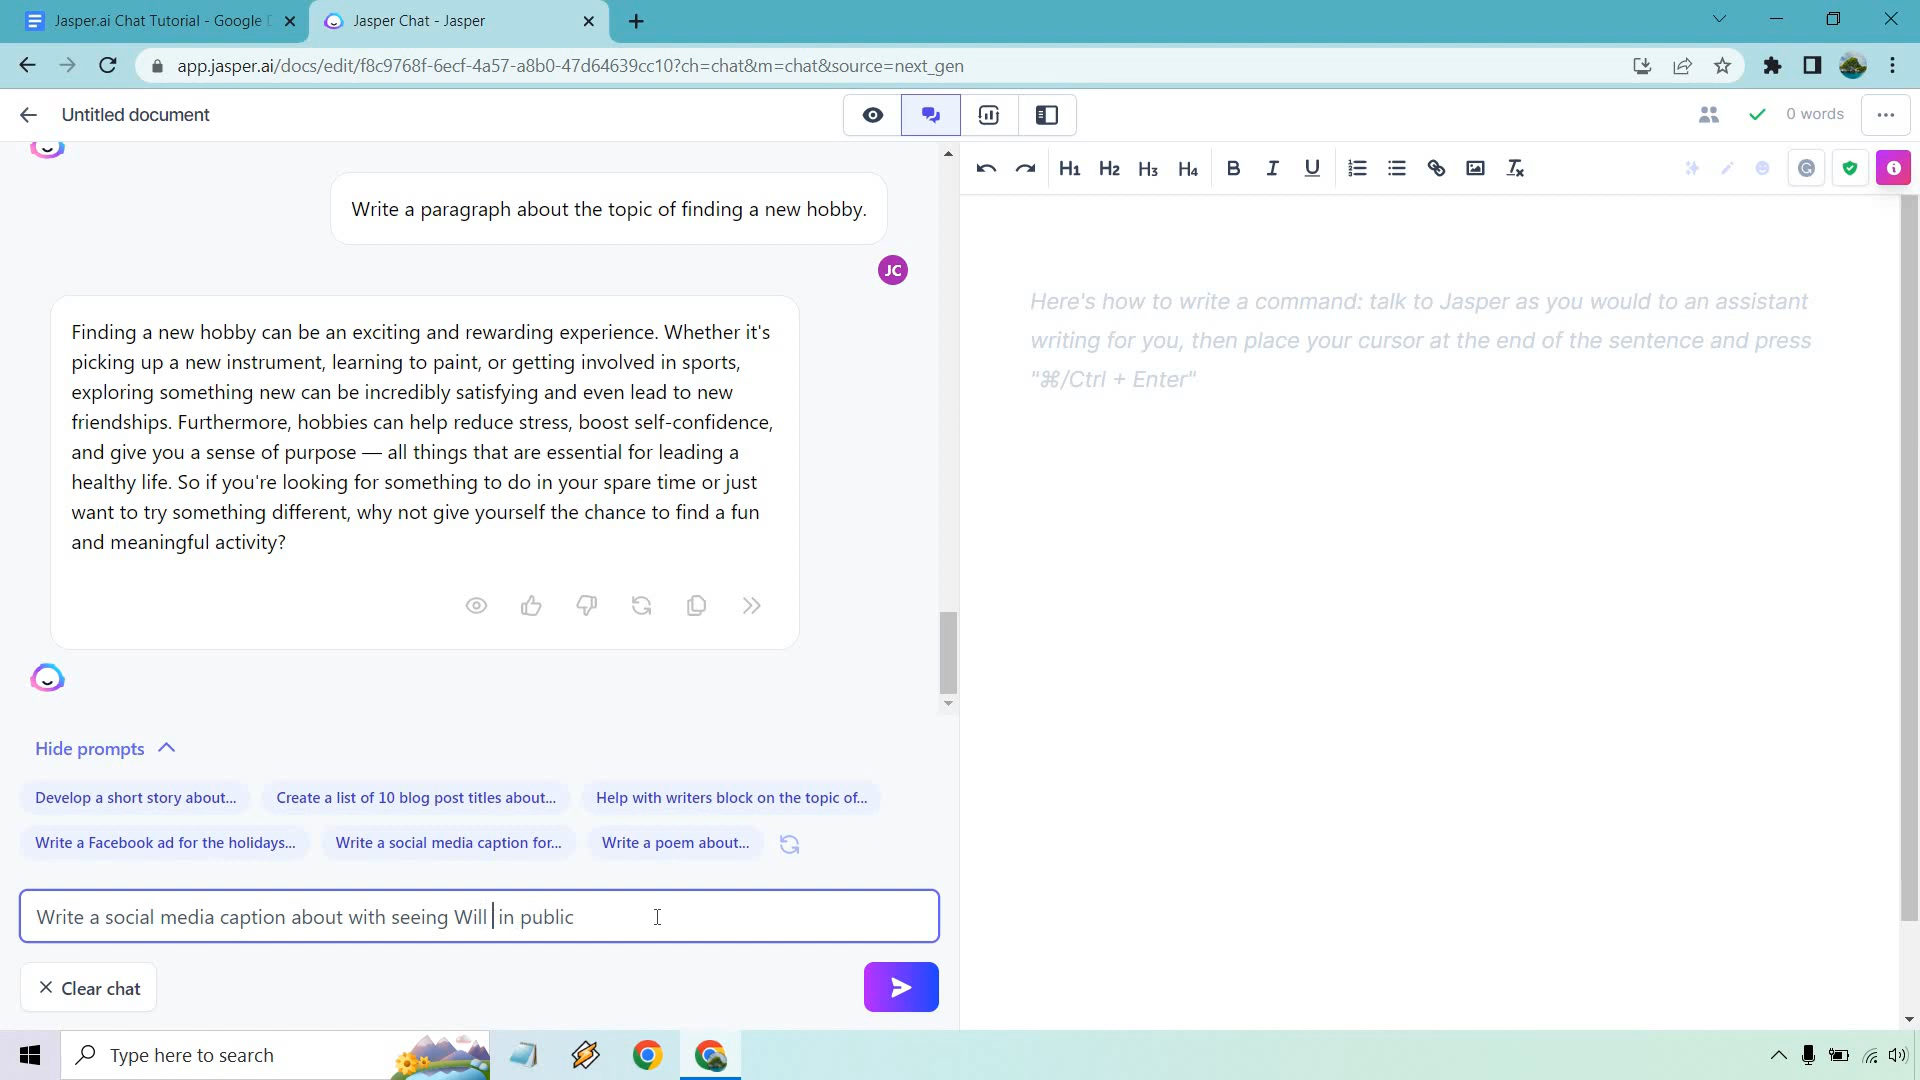 Jasper.ai Chat Tutorial - Google
Jasper Chat - Jasper
app.jasper.ai/docs/edit/f8c9768f-6ecf-4a57-a8b0-47d64639cc10?ch=chat&m=chat&source=next_gen
Untitled document
0 words
H1 H2 H3 H4 B I U
Write a paragraph about the topic of finding a new hobby.
JC
Finding a new hobby can be an exciting and rewarding experience. Whether it's
picking up a new instrument, learning to paint, or getting involved in sports,
exploring something new can be incredibly satisfying and even lead to new
friendships. Furthermore, hobbies can help reduce stress, boost self-confidence,
and give you a sense of purpose — all things that are essential for leading a
healthy life. So if you're looking for something to do in your spare time or just
want to try something different, why not give yourself the chance to find a fun
and meaningful activity?
Hide prompts
Develop a short story about...
Create a list of 10 blog post titles about...
Help with writers block on the topic of...
Write a Facebook ad for the holidays...
Write a social media caption for...
Write a poem about...
Write a social media caption about with seeing Will in public
Clear chat
Here's how to write a command: talk to Jasper as you would to an assistant
writing for you, then place your cursor at the end of the sentence and press
"⌘/Ctrl + Enter"
Type here to search